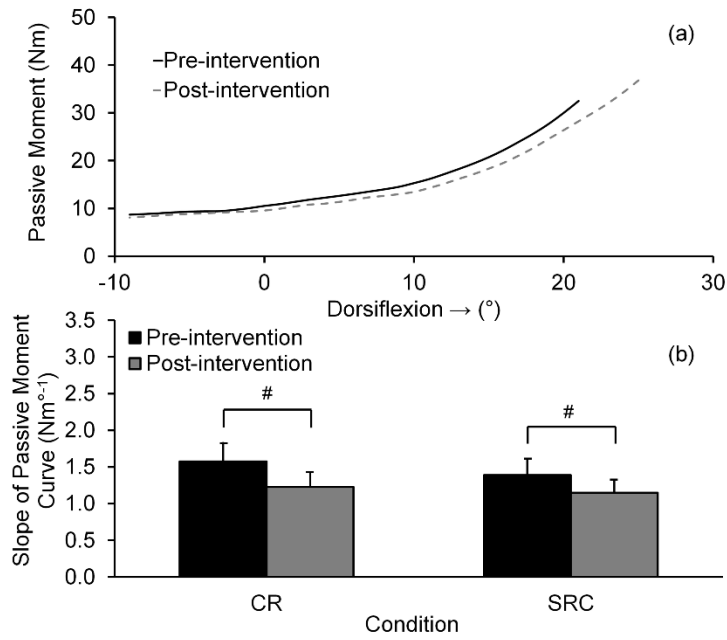 (a)
Passive Moment (Nm)
50
40
30
20
10
0
Pre-intervention
Post-intervention
-10 0 10 20 30
Dorsiflexion → (°)
(b)
Slope of Passive Moment
Curve (Nm°⁻¹)
3.5
3.0
2.5
2.0
1.5
1.0
0.5
0.0
Pre-intervention
Post-intervention
# #
CR SRC
Condition